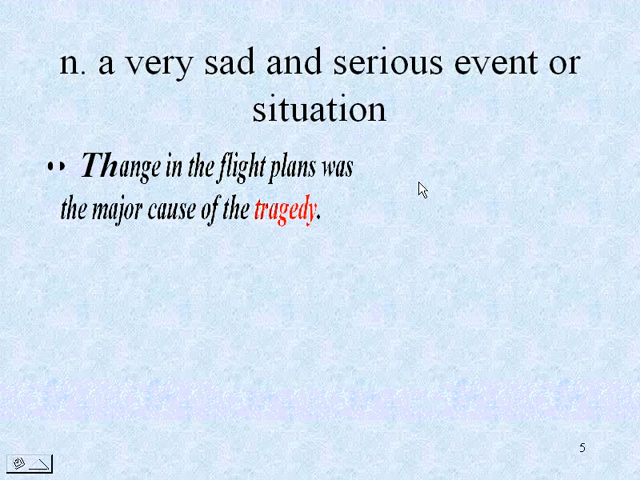 n. a very sad and serious event or
situation
•• Thange in the flight plans was
the major cause of the tragedy.
5